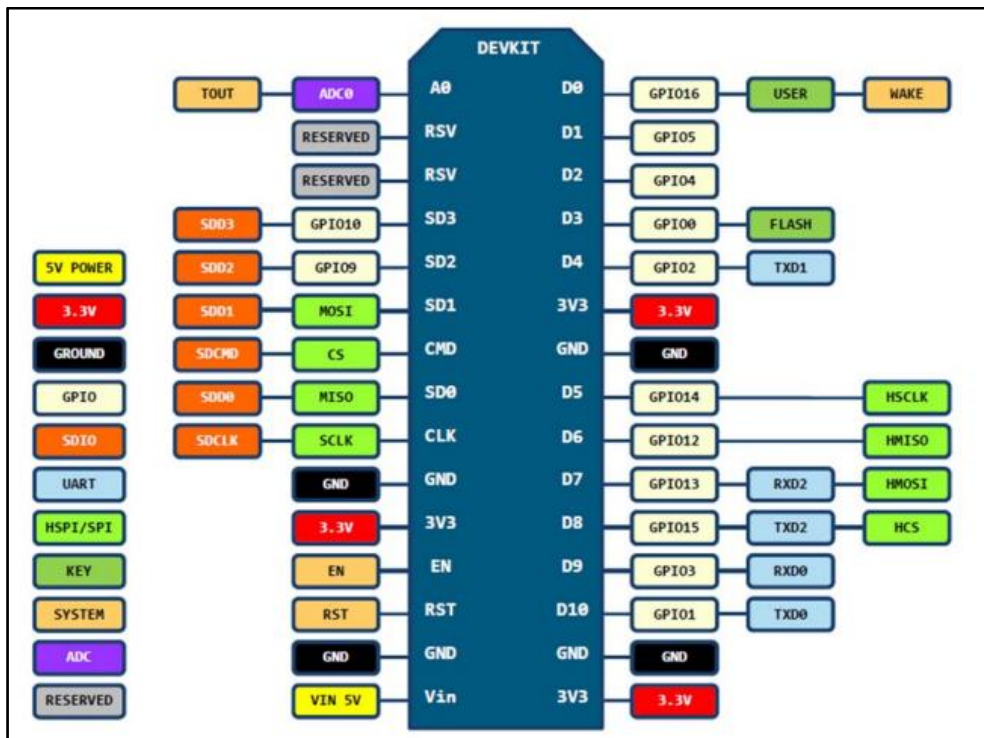 DEVKIT
TOUT ADC0 A0 D0 GPIO16 USER WAKE
RESERVED RSV D1 GPIO5
RESERVED RSV D2 GPIO4
SDD3 GPIO10 SD3 D3 GPIO0 FLASH
5V POWER SDD2 GPIO9 SD2 D4 GPIO2 TXD1
3.3V SDD1 MOSI SD1 3V3 3.3V
GROUND SDCMD CS CMD GND GND
GPIO SDD0 MISO SD0 D5 GPIO14 HSCLK
SDIO SDCLK SCLK CLK D6 GPIO12 HMISO
UART GND GND D7 GPIO13 RXD2 HMOSI
HSPI/SPI 3.3V 3V3 D8 GPIO15 TXD2 HCS
KEY EN EN D9 GPIO3 RXD0
SYSTEM RST RST D10 GPIO1 TXD0
ADC GND GND GND GND
RESERVED VIN 5V Vin 3V3 3.3V